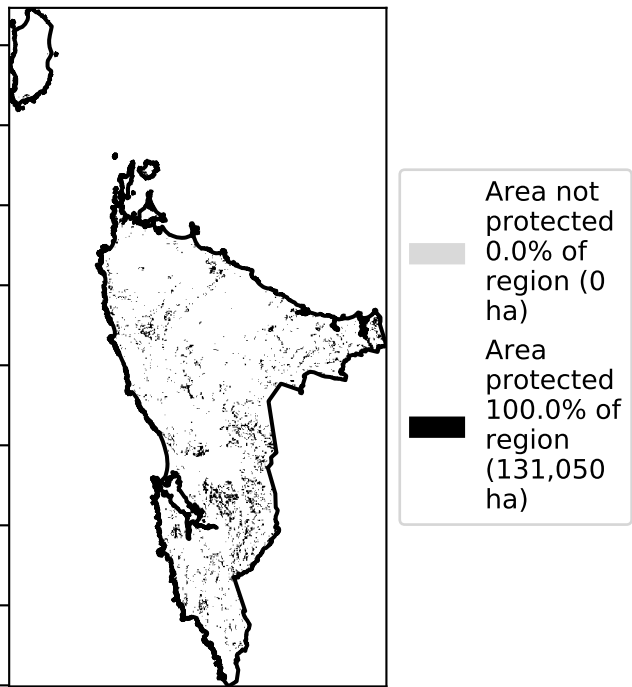 Area not
protected
0.0% of
region (0
ha)
Area
protected
100.0% of
region
(131,050
ha)